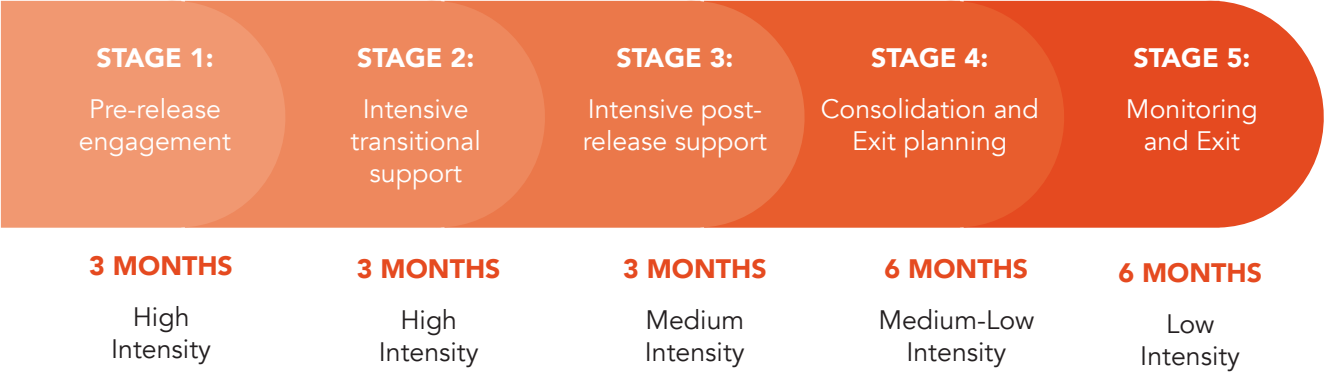 STAGE 1:
Pre-release
engagement
3 MONTHS
High
Intensity
STAGE 2:
Intensive
transitional
support
3 MONTHS
High
Intensity
STAGE 3:
Intensive post-
release support
3 MONTHS
Medium
Intensity
STAGE 4:
Consolidation and
Exit planning
6 MONTHS
Medium-Low
Intensity
STAGE 5:
Monitoring
and Exit
6 MONTHS
Low
Intensity